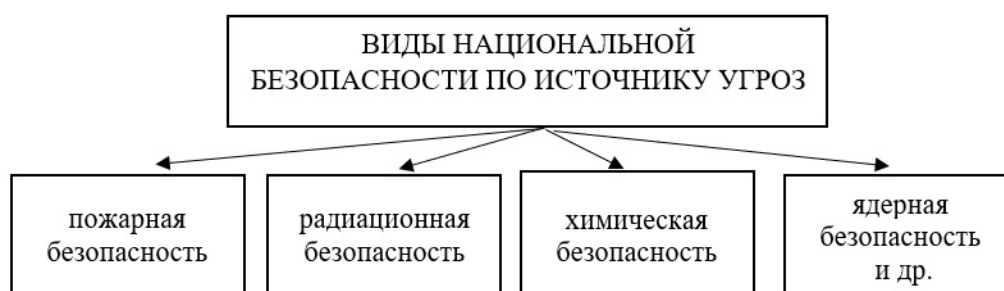 ВИДЫ НАЦИОНАЛЬНОЙ
БЕЗОПАСНОСТИ ПО ИСТОЧНИКУ УГРОЗ
пожарная
безопасность
радиационная
безопасность
химическая
безопасность
ядерная
безопасность
и др.